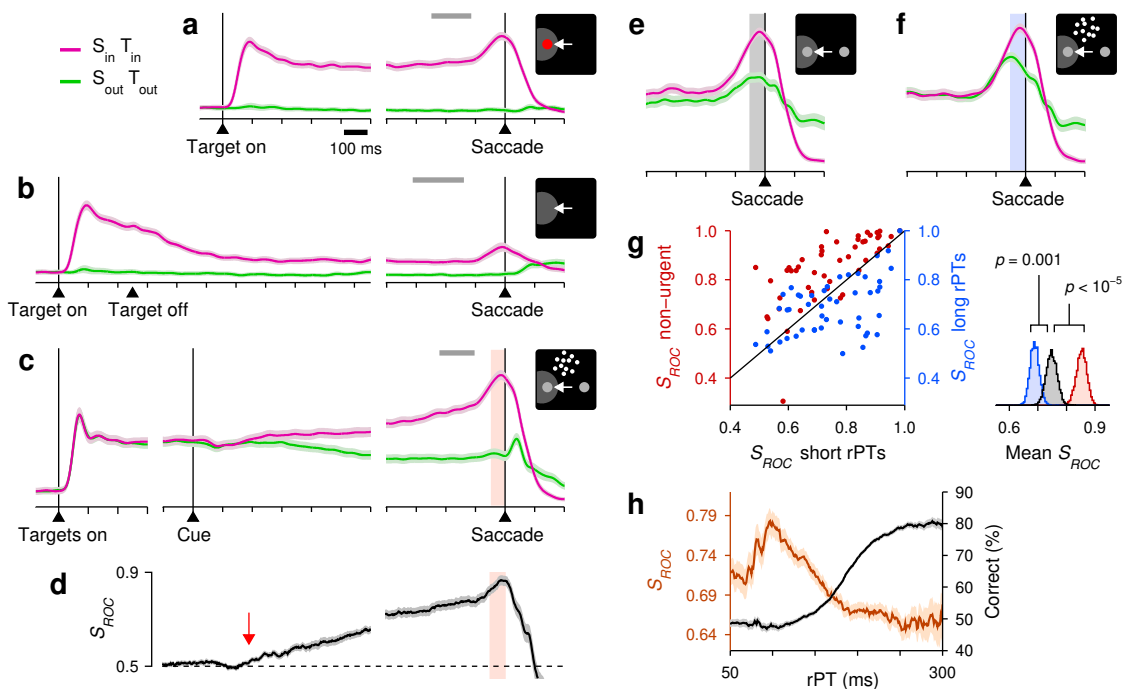 a
S_in T_in
S_out T_out
Target on
100 ms
Saccade
b
Target on
Target off
Saccade
c
Targets on
Cue
Saccade
d
0.9
S_ROC
0.5
e
Saccade
f
Saccade
g
1.0
0.8
0.6
0.4
S_ROC non-urgent
1.0
0.8
0.6
0.4
S_ROC long rPTs
0.4
0.6
0.8
1
S_ROC short rPTs
p = 0.001
p < 10^-5
0.6
0.9
Mean S_ROC
h
0.79
0.74
0.69
0.64
S_ROC
90
80
70
60
50
40
Correct (%)
50
300
rPT (ms)